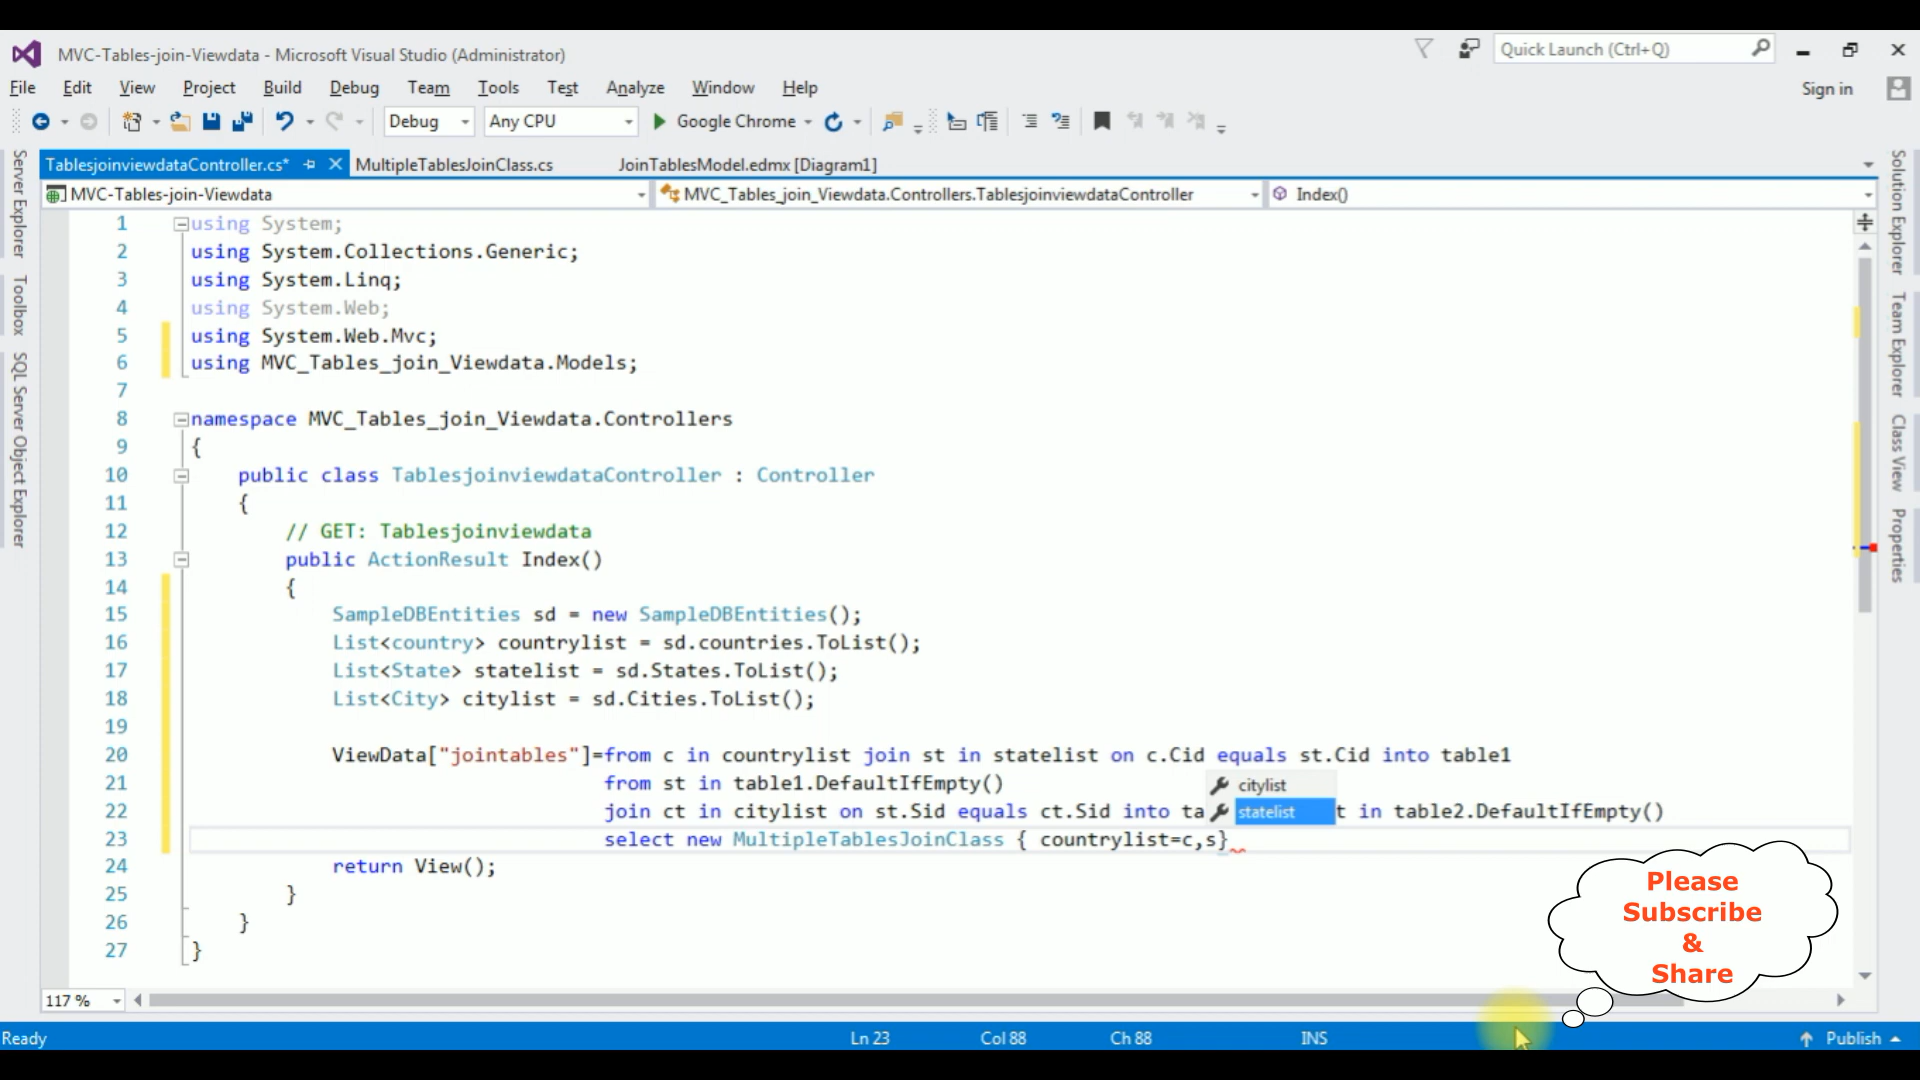 MVC-Tables-join-Viewdata - Microsoft Visual Studio (Administrator)
Quick Launch (Ctrl+Q)
File Edit View Project Build Debug Team Tools Test Analyze Window Help
Sign in
Debug Any CPU Google Chrome
TablesjoinviewdataController.cs* MultipleTablesJoinClass.cs JoinTablesModel.edmx [Diagram1]
MVC-Tables-join-Viewdata MVC_Tables_join_Viewdata.Controllers.TablesjoinviewdataController Index()
Server Explorer
Toolbox
SQL Server Object Explorer
Solution Explorer
Team Explorer
Class View
Properties
1 using System;
2 using System.Collections.Generic;
3 using System.Linq;
4 using System.Web;
5 using System.Web.Mvc;
6 using MVC_Tables_join_Viewdata.Models;
7
8 namespace MVC_Tables_join_Viewdata.Controllers
9 {
10 public class TablesjoinviewdataController : Controller
11 {
12 // GET: Tablesjoinviewdata
13 public ActionResult Index()
14 {
15 SampleDBEntities sd = new SampleDBEntities();
16 List<country> countrylist = sd.countries.ToList();
17 List<State> statelist = sd.States.ToList();
18 List<City> citylist = sd.Cities.ToList();
19
20 ViewData["jointables"]=from c in countrylist join st in statelist on c.Cid equals st.Cid into table1
21 from st in table1.DefaultIfEmpty()
citylist
22 join ct in citylist on st.Sid equals ct.Sid into ta statelist t in table2.DefaultIfEmpty()
23 select new MultipleTablesJoinClass { countrylist=c,s}
24 return View();
25 }
26 }
27 }
Please
Subscribe
&
Share
117 %
Ready Ln 23 Col 88 Ch 88 INS Publish